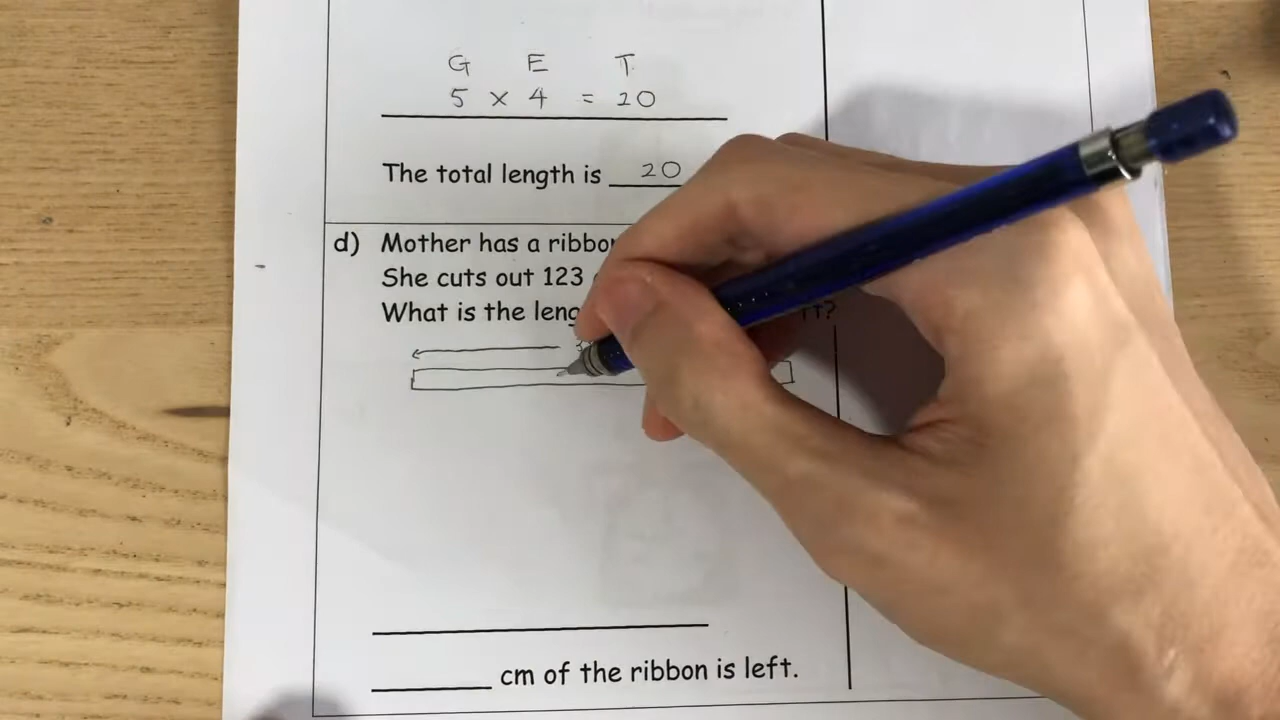 G E T
5 × 4 = 20
The total length is 20
d) Mother has a
She cuts out 123
What is the
cm of the ribbon is left.